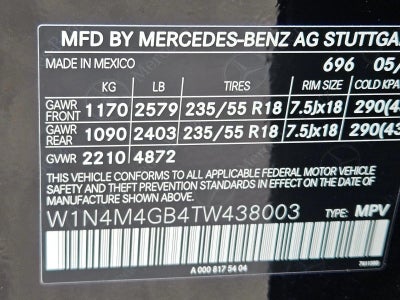 MFD BY MERCEDES-BENZ AG STUTTGA
MADE IN MEXICO 696 05/
KG LB TIRES RIM SIZE COLD KPA
GAWR FRONT 1170 2579 235/55 R18 7.5Jx18 290(43
GAWR REAR 1090 2403 235/55 R18 7.5Jx18 290(43
GVWR 2210 4872
THIS VEHICLE CONFORMS TO ALL APPLICABLE FEDERAL MOTOR VEHICLE
SAFETY AND THEFT PREVENTION STANDARDS IN EFFECT ON THE DATE OF
MANUFACTURE SHOWN ABOVE.
W1N4M4GB4TW438003 TYPE: MPV
A 000 817 54 04